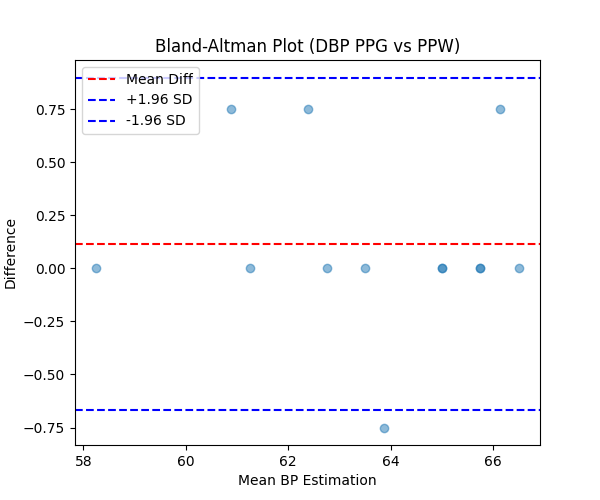 Bland-Altman Plot (DBP PPG vs PPW)
Mean Diff
+1.96 SD
-1.96 SD
0.75
0.50
0.25
0.00
−0.25
−0.50
−0.75
Difference
58
60
62
64
66
Mean BP Estimation